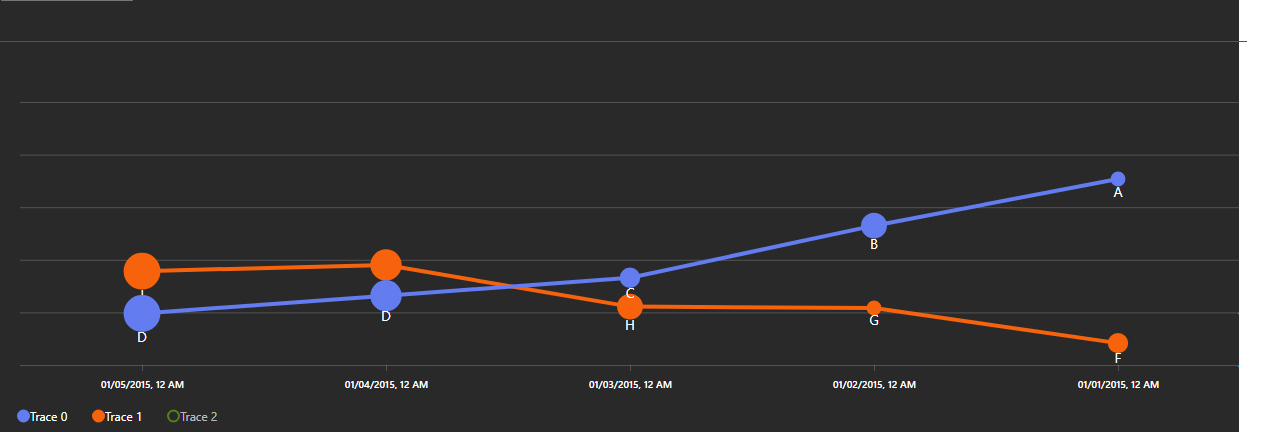 A
B
C
H
G
D
D
F
01/05/2015, 12 AM
01/04/2015, 12 AM
01/03/2015, 12 AM
01/02/2015, 12 AM
01/01/2015, 12 AM
Trace 0
Trace 1
Trace 2